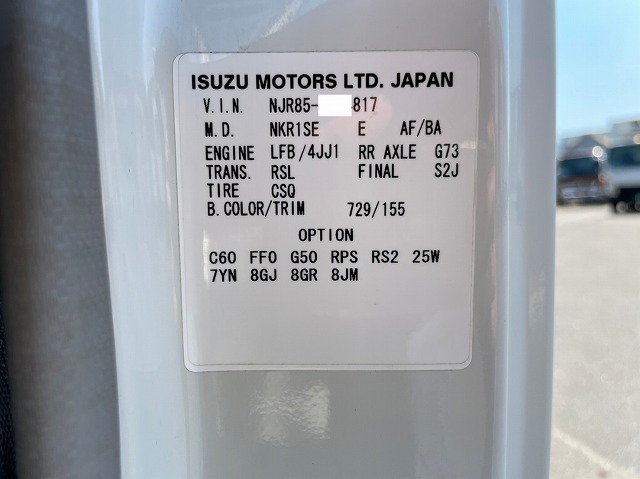 ISUZU MOTORS LTD. JAPAN
V.I.N. NJR85- 817
M.D. NKR1SE E AF/BA
ENGINE LFB/4JJ1 RR AXLE G73
TRANS. RSL FINAL S2J
TIRE CSQ
B.COLOR/TRIM 729/155
OPTION
C60 FF0 G50 RPS RS2 25W
7YN 8GJ 8GR 8JM